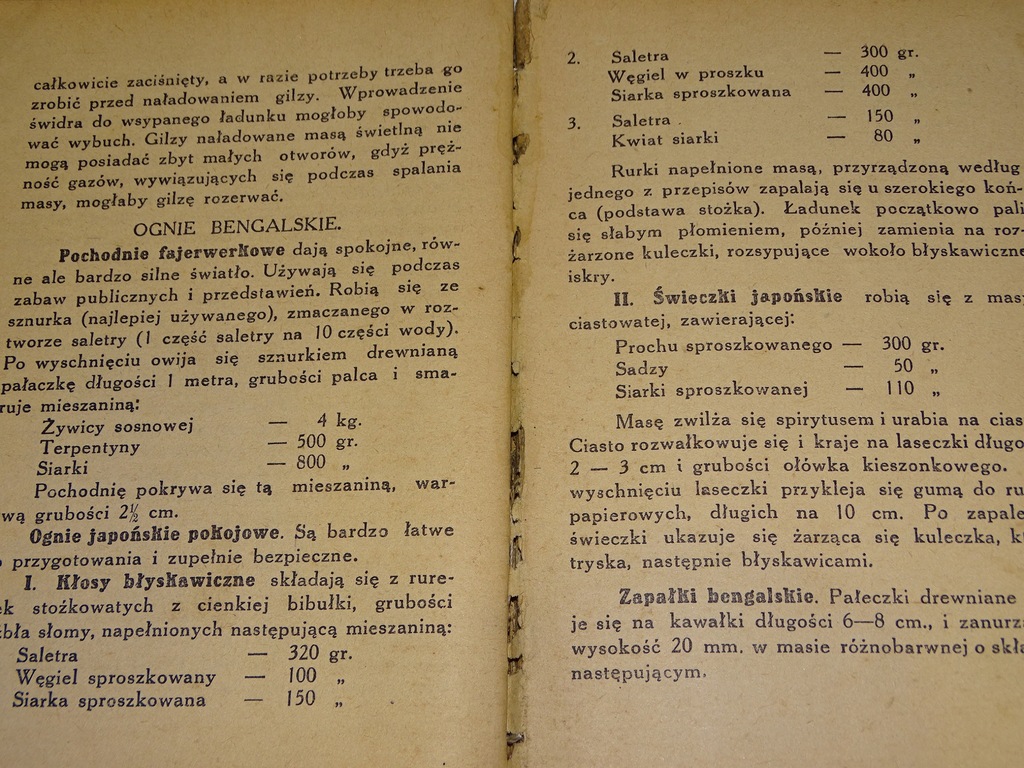 całkowicie zaciśnięty, a w razie potrzeby trzeba go
zrobić przed naładowaniem gilzy. Wprowadzenie
świdra do wsypanego ładunku mogłoby spowodo-
wać wybuch. Gilzy naładowane masą świetlną nie
mogą posiadać zbyt małych otworów, gdyż pręż-
ność gazów, wywiązujących się podczas spalania
masy, mogłaby gilzę rozerwać.
OGNIE BENGALSKIE.
Pochodnie fajerwerkowe dają spokojne, rów-
ne ale bardzo silne światło. Używają się podczas
zabaw publicznych i przedstawień. Robią się ze
sznurka (najlepiej używanego), zmaczanego w roz-
tworze saletry (1 część saletry na 10 części wody).
Po wyschnięciu owija się sznurkiem drewnianą
pałaczkę długości 1 metra, grubości palca i sma-
ruje mieszaniną:
Żywicy sosnowej — 4 kg.
Terpentyny — 500 gr.
Siarki — 800 „
Pochodnię pokrywa się tą mieszaniną, war-
wą grubości 2½ cm.
Ognie japońskie pokojowe. Są bardzo łatwe
przygotowania i zupełnie bezpieczne.
I. Kłosy błyskawiczne składają się z rure-
ek stożkowatych z cienkiej bibułki, grubości
źbła słomy, napełnionych następującą mieszaniną:
Saletra — 320 gr.
Węgiel sproszkowany — 100 „
Siarka sproszkowana — 150 „
2. Saletra — 300 gr.
Węgiel w proszku — 400 „
Siarka sproszkowana — 400 „
3. Saletra — 150 „
Kwiat siarki — 80 „
Rurki napełnione masą, przyrządzoną według
jednego z przepisów zapalają się u szerokiego koń-
ca (podstawa stożka). Ładunek początkowo pali
się słabym płomieniem, później zamienia na roz-
żarzone kuleczki, rozsypujące wokoło błyskawiczne
iskry.
II. Świeczki japońskie robią się z masy
ciastowatej, zawierającej:
Prochu sproszkowanego — 300 gr.
Sadzy — 50 „
Siarki sproszkowanej — 110 „
Masę zwilża się spirytusem i urabia na cias
Ciasto rozwałkowuje się i kraje na laseczki długo
2 — 3 cm i grubości ołówka kieszonkowego.
wyschnięciu laseczki przykleja się gumą do ru
papierowych, długich na 10 cm. Po zapale
świeczki ukazuje się żarząca się kuleczka, k
tryska, następnie błyskawicami.
Zapałki bengalskie. Pałeczki drewniane
je się na kawałki długości 6—8 cm., i zanurz
wysokość 20 mm. w masie różnobarwnej o skła
następującym.